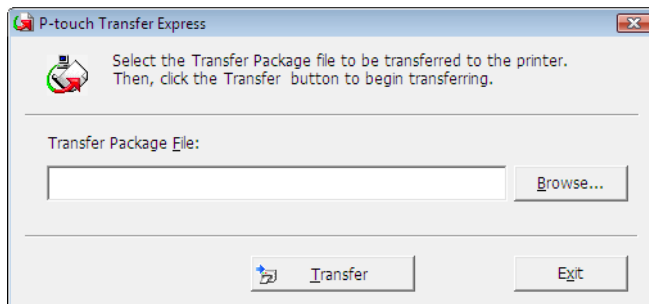 P-touch Transfer Express
Select the Transfer Package file to be transferred to the printer.
Then, click the Transfer button to begin transferring.
Transfer Package File:
Browse...
Transfer
Exit